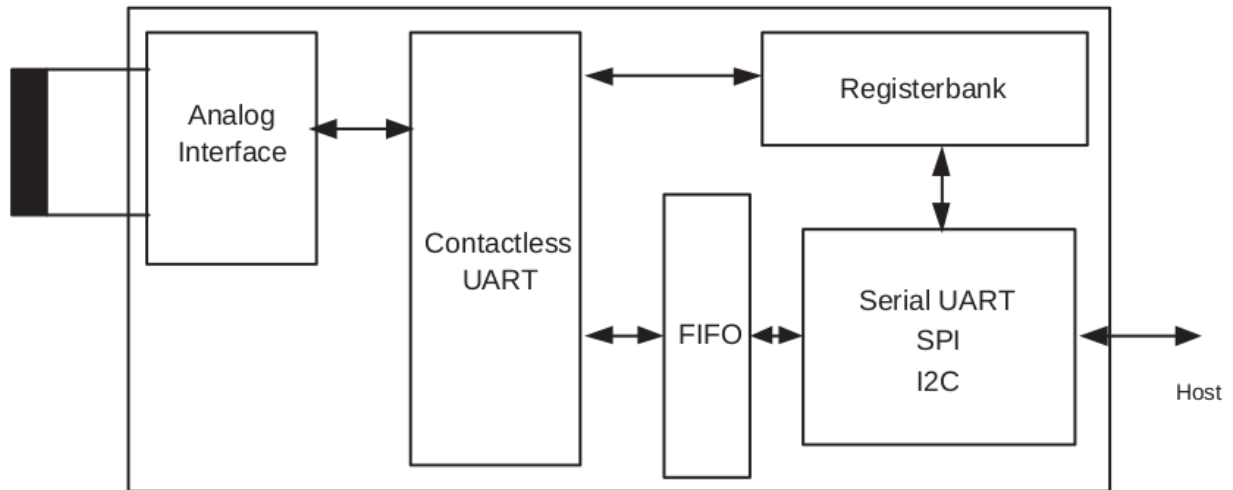 Analog
Interface
Contactless
UART
Registerbank
FIFO
Serial UART
SPI
I2C
Host